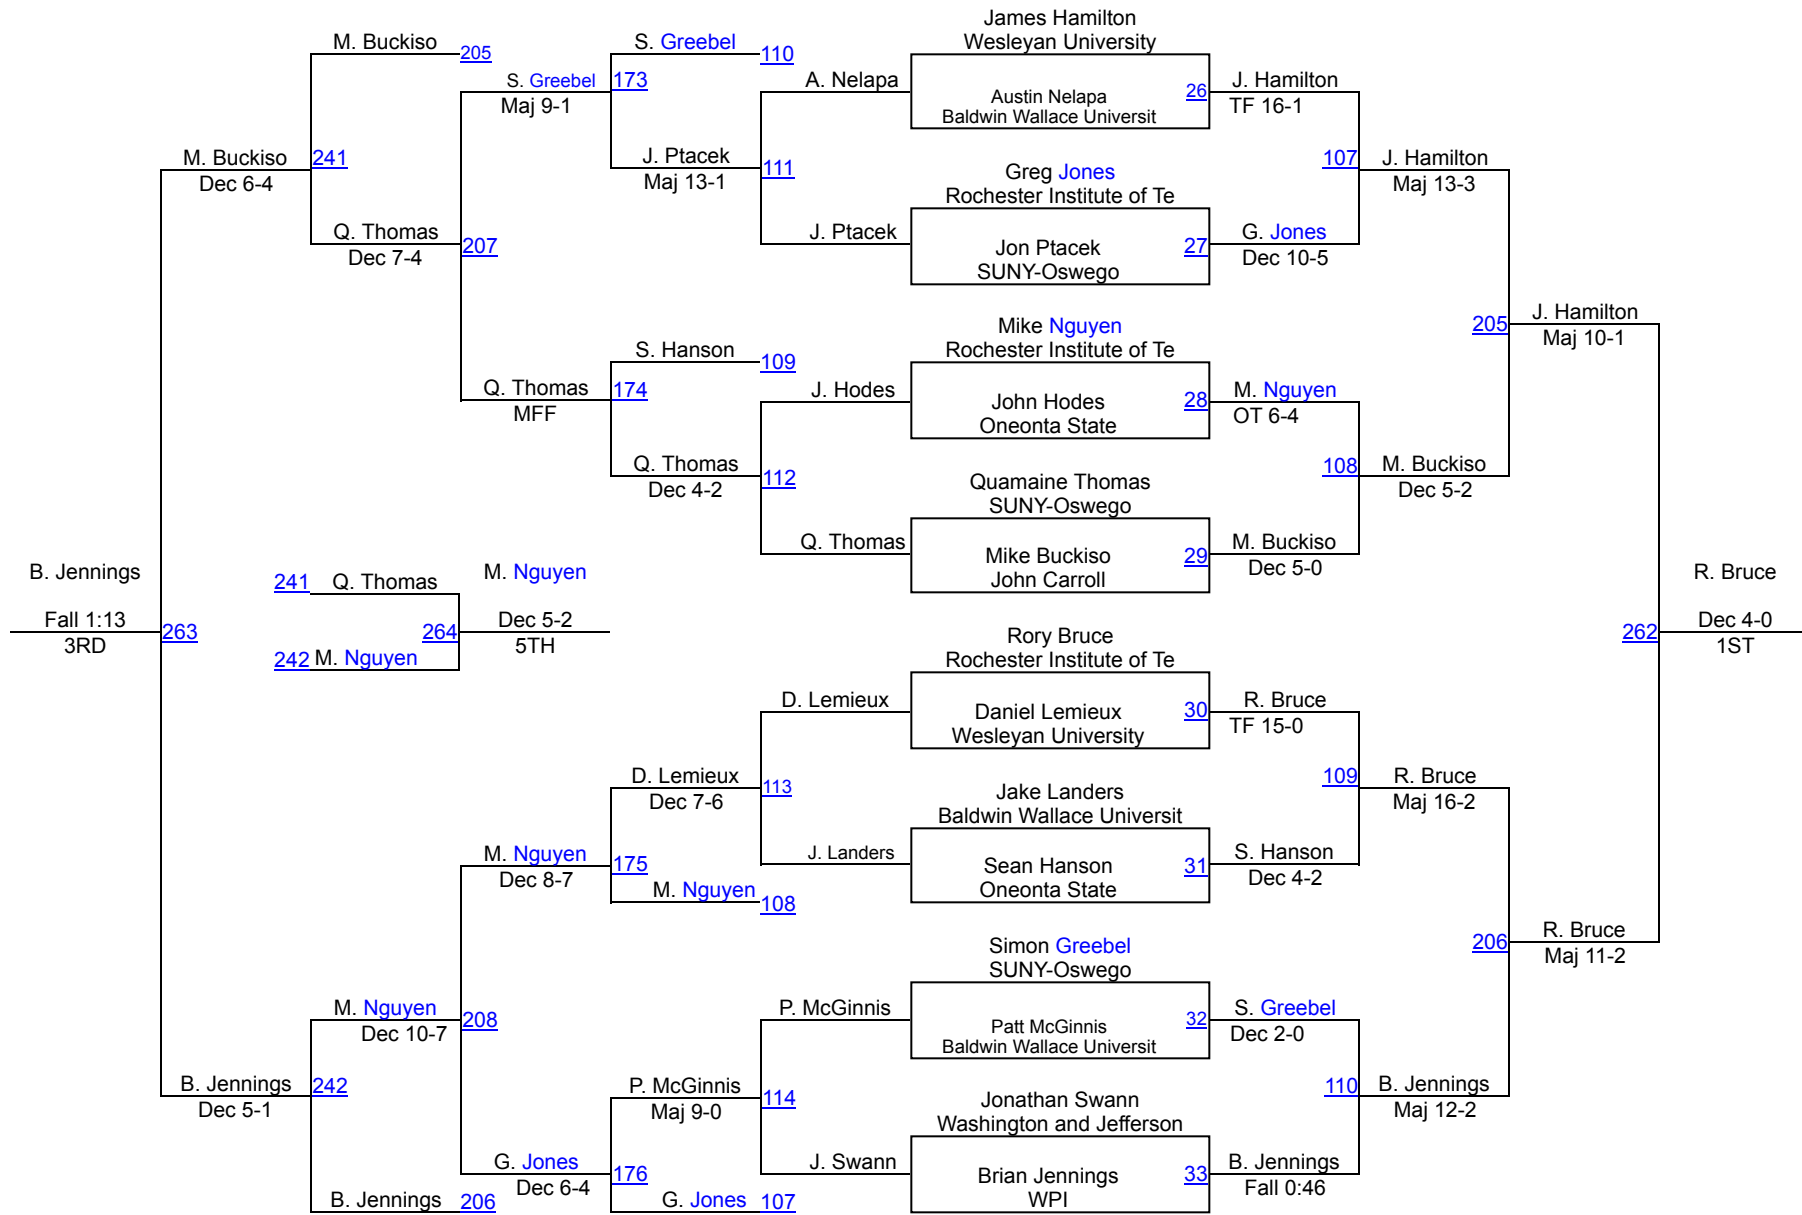 James Hamilton
Wesleyan University
M. Buckiso
205
S. Greebel
110
S. Greebel
173
Maj 9-1
A. Nelapa
Austin Nelapa
Baldwin Wallace Universit
26
J. Hamilton
TF 16-1
M. Buckiso
241
Dec 6-4
J. Ptacek
111
Maj 13-1
Greg Jones
Rochester Institute of Te
107
J. Hamilton
Maj 13-3
Q. Thomas
207
Dec 7-4
J. Ptacek
Jon Ptacek
SUNY-Oswego
27
G. Jones
Dec 10-5
Mike Nguyen
Rochester Institute of Te
205
J. Hamilton
Maj 10-1
S. Hanson
109
Q. Thomas
174
MFF
J. Hodes
John Hodes
Oneonta State
28
M. Nguyen
OT 6-4
Q. Thomas
112
Dec 4-2
Quamaine Thomas
SUNY-Oswego
108
M. Buckiso
Dec 5-2
Q. Thomas
Mike Buckiso
John Carroll
29
M. Buckiso
Dec 5-0
B. Jennings
Fall 1:13
3RD
263
241
Q. Thomas
242
M. Nguyen
264
M. Nguyen
Dec 5-2
5TH
R. Bruce
262
Dec 4-0
1ST
Rory Bruce
Rochester Institute of Te
D. Lemieux
Daniel Lemieux
Wesleyan University
30
R. Bruce
TF 15-0
D. Lemieux
113
Dec 7-6
Jake Landers
Baldwin Wallace Universit
109
R. Bruce
Maj 16-2
M. Nguyen
175
Dec 8-7
M. Nguyen
108
J. Landers
Sean Hanson
Oneonta State
31
S. Hanson
Dec 4-2
Simon Greebel
SUNY-Oswego
206
R. Bruce
Maj 11-2
M. Nguyen
208
Dec 10-7
P. McGinnis
Patt McGinnis
Baldwin Wallace Universit
32
S. Greebel
Dec 2-0
B. Jennings
242
Dec 5-1
P. McGinnis
114
Maj 9-0
Jonathan Swann
Washington and Jefferson
110
B. Jennings
Maj 12-2
G. Jones
176
Dec 6-4
J. Swann
Brian Jennings
WPI
33
B. Jennings
Fall 0:46
B. Jennings
206
G. Jones
107